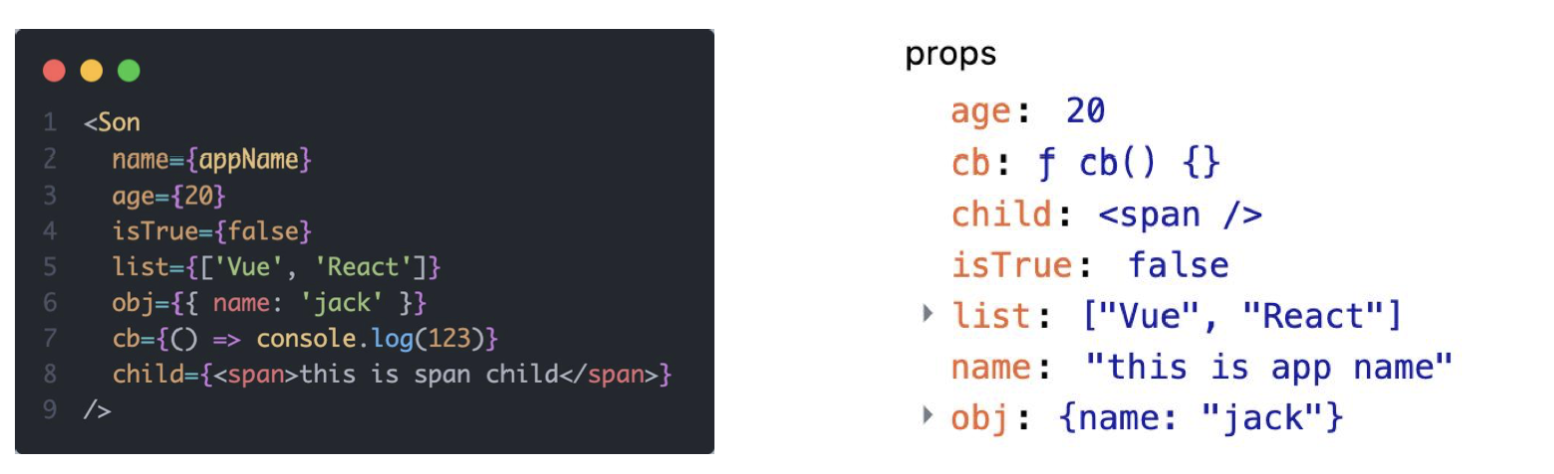 1 <Son
2   name={appName}
3   age={20}
4   isTrue={false}
5   list={['Vue', 'React']}
6   obj={{ name: 'jack' }}
7   cb={() => console.log(123)}
8   child={<span>this is span child</span>}
9 />
props
age: 20
cb: ƒ cb() {}
child: <span />
isTrue: false
list: ["Vue", "React"]
name: "this is app name"
obj: {name: "jack"}